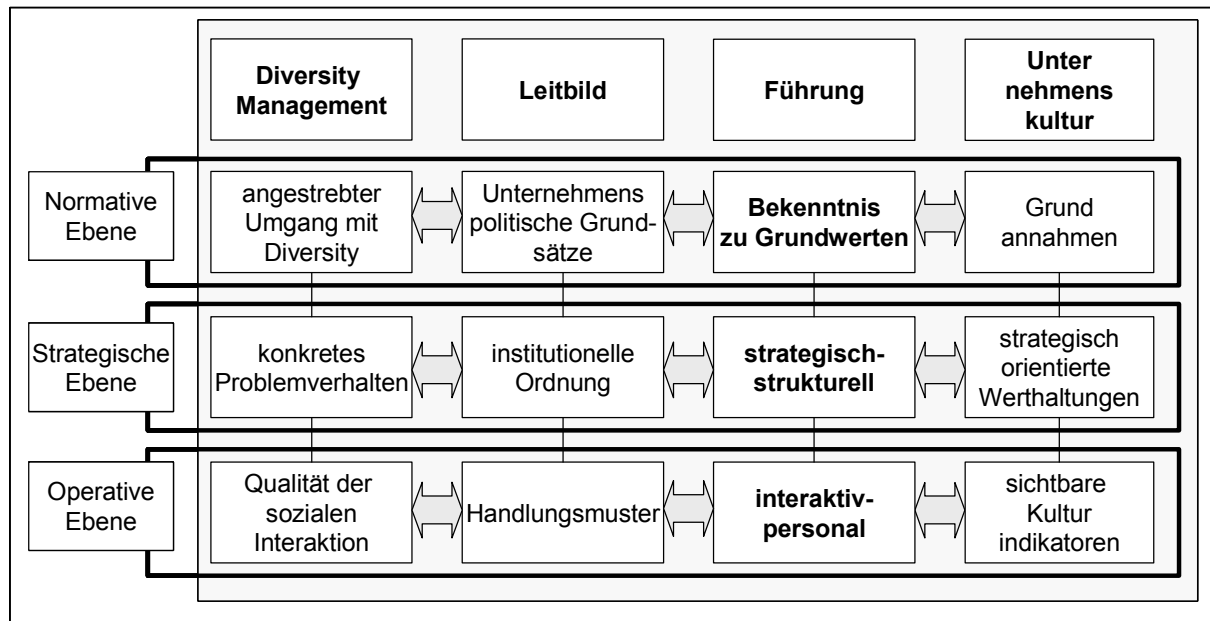 Diversity
Management
Leitbild
Führung
Unter
nehmens
kultur
Normative
Ebene
angestrebter
Umgang mit
Diversity
Unternehmens
politische Grund-
sätze
Bekenntnis
zu Grundwerten
Grund
annahmen
Strategische
Ebene
konkretes
Problemverhalten
institutionelle
Ordnung
strategisch-
strukturell
strategisch
orientierte
Werthaltungen
Operative
Ebene
Qualität der
sozialen
Interaktion
Handlungsmuster
interaktiv-
personal
sichtbare
Kultur
indikatoren